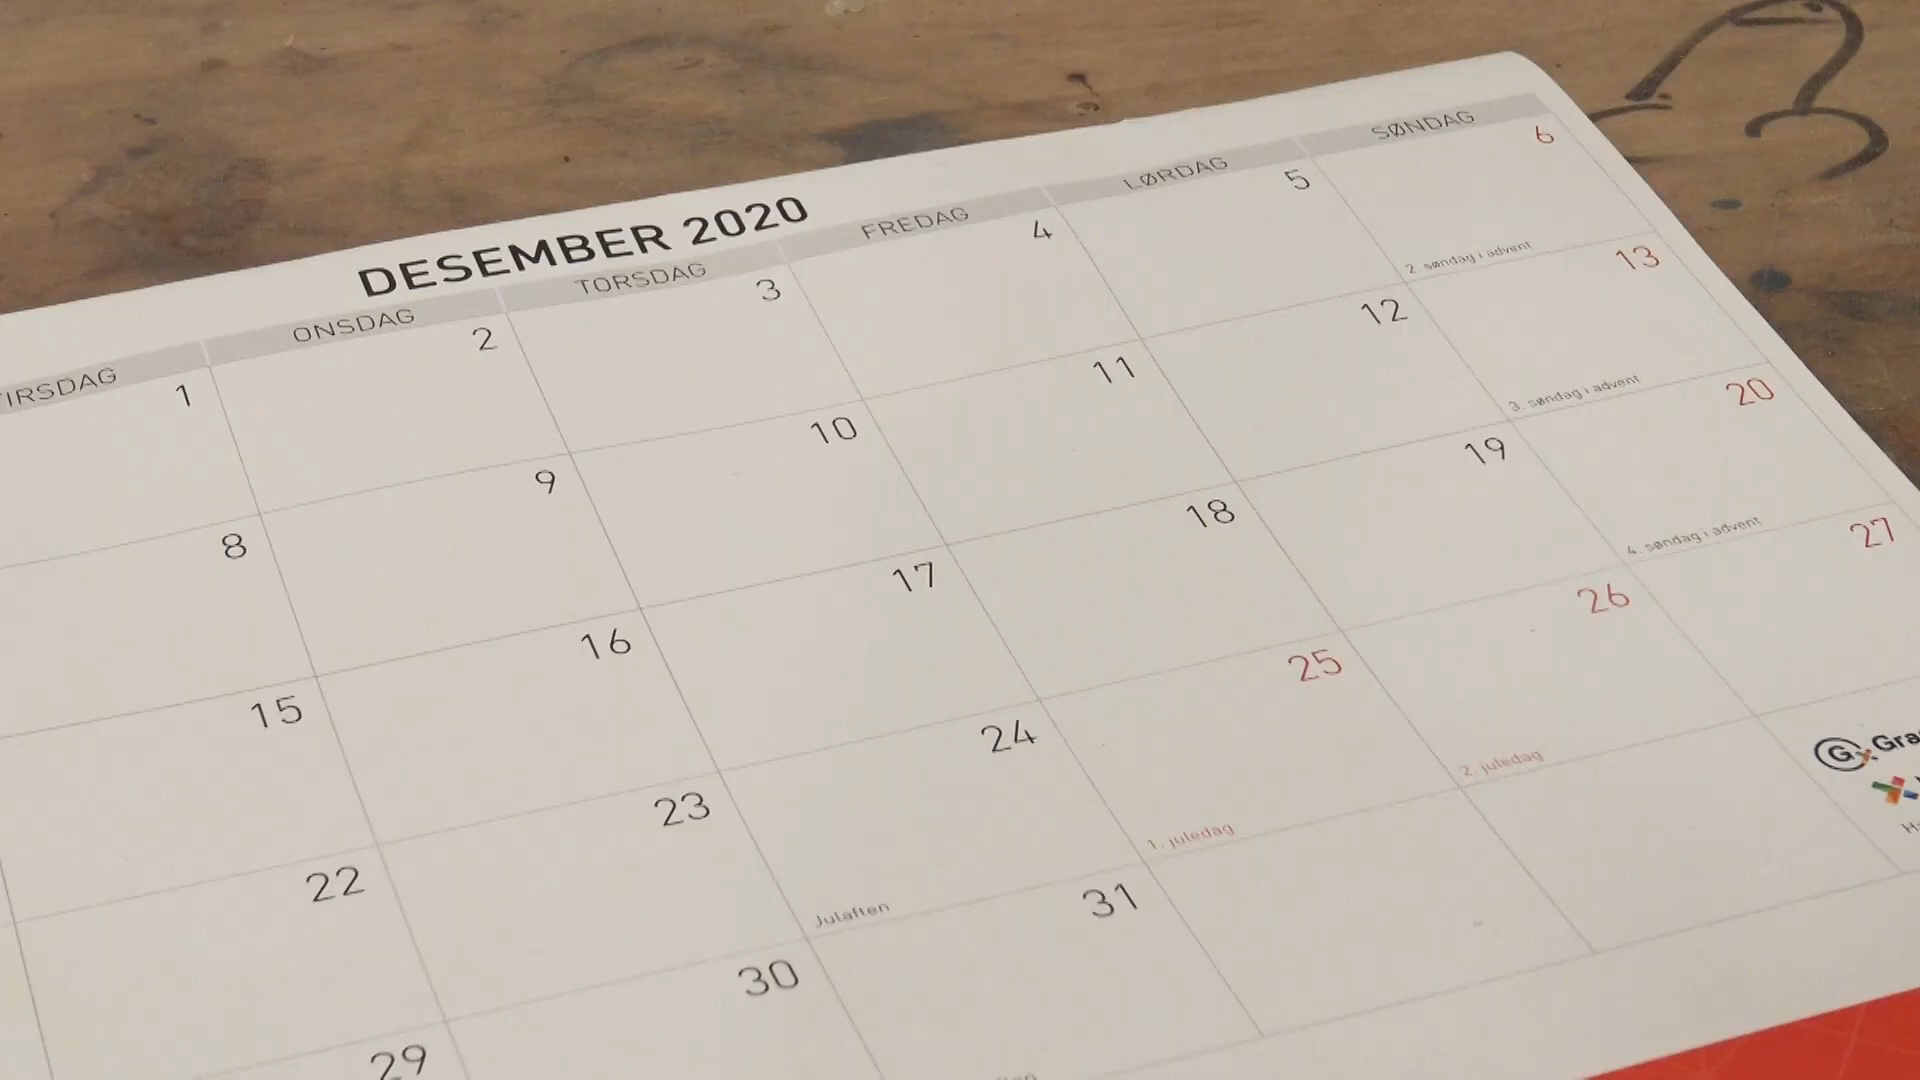 DESEMBER 2020
ONSDAG TORSDAG FREDAG LØRDAG SØNDAG
1 2 3 4 5 6
2. søndag i advent
8 9 10 11 12 13
3. søndag i advent
15 16 17 18 19 20
4. søndag i advent
22 23 24 25 26 27
Julaften 1. juledag 2. juledag
29 30 31